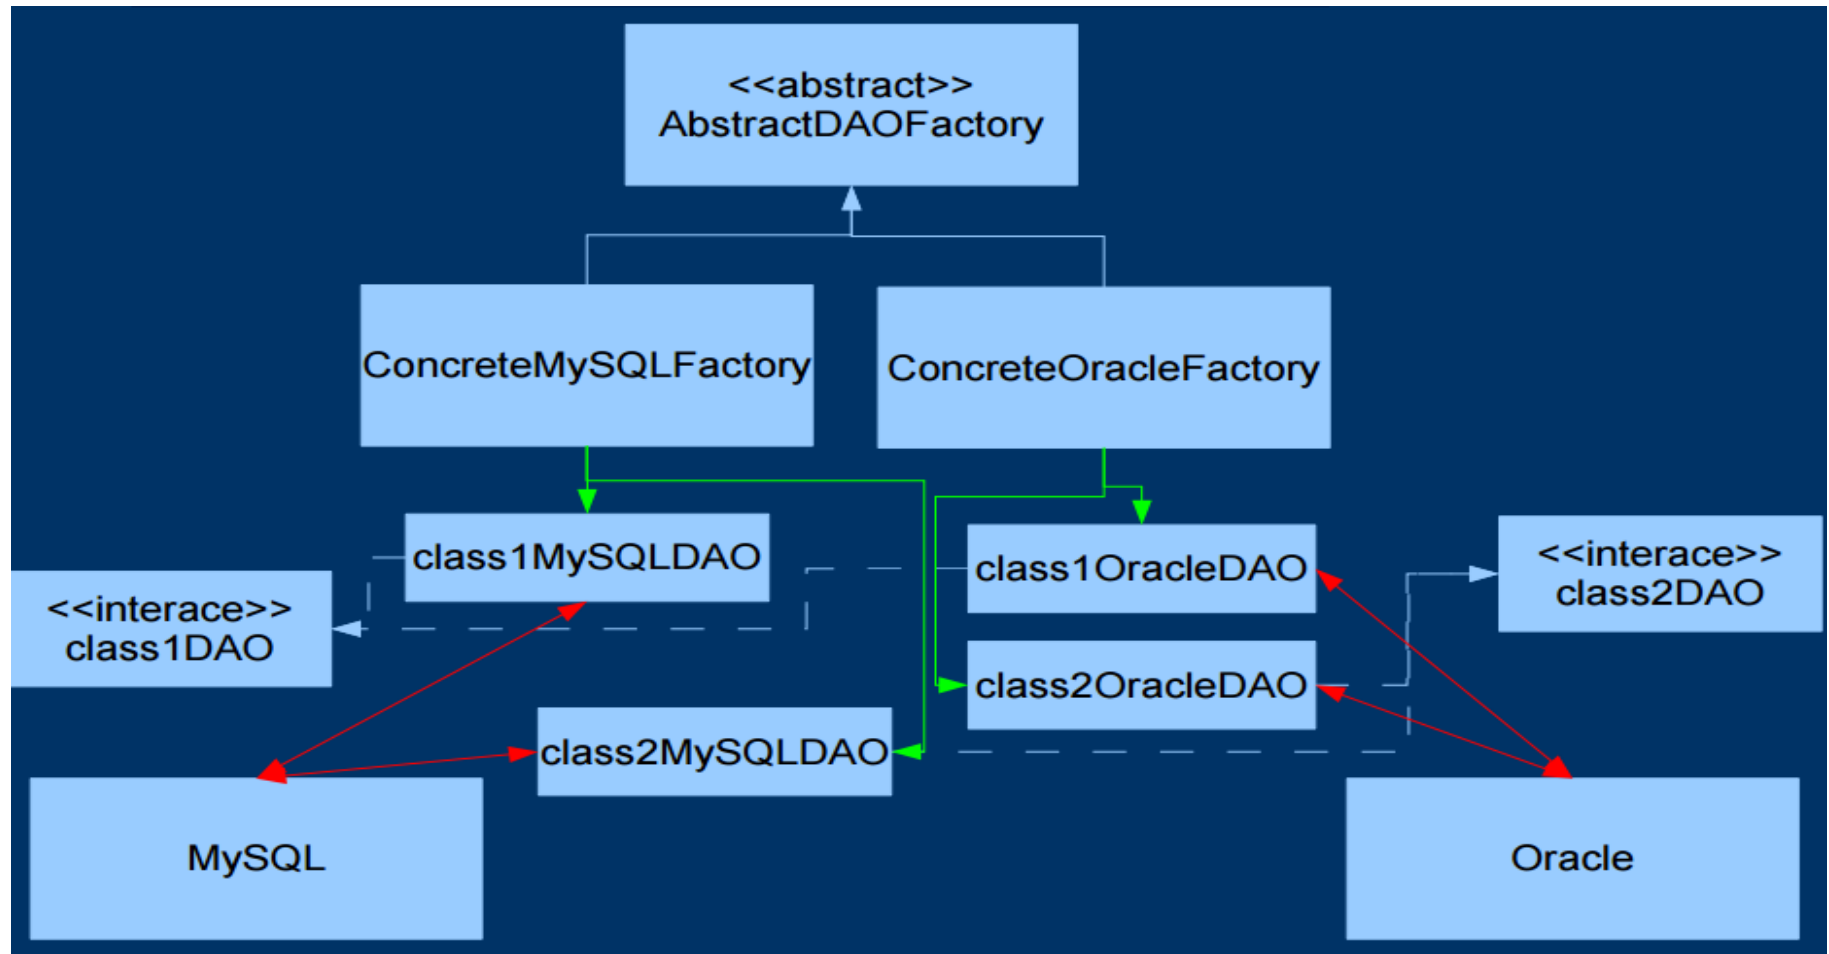 <<abstract>>
AbstractDAOFactory
ConcreteMySQLFactory
ConcreteOracleFactory
class1MySQLDAO
class1OracleDAO
<<interace>>
class2DAO
<<interace>>
class1DAO
class2OracleDAO
class2MySQLDAO
MySQL
Oracle